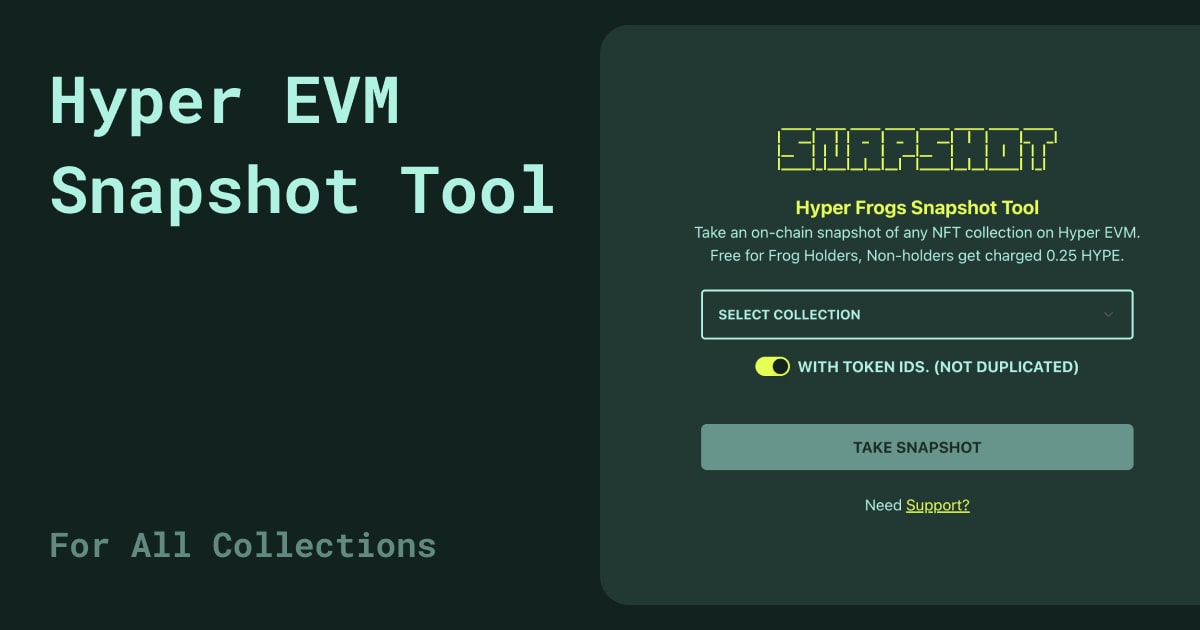 Hyper EVM
Snapshot Tool
For All Collections
SNAPSHOT
Hyper Frogs Snapshot Tool
Take an on-chain snapshot of any NFT collection on Hyper EVM.
Free for Frog Holders, Non-holders get charged 0.25 HYPE.
SELECT COLLECTION
WITH TOKEN IDS. (NOT DUPLICATED)
TAKE SNAPSHOT
Need Support?